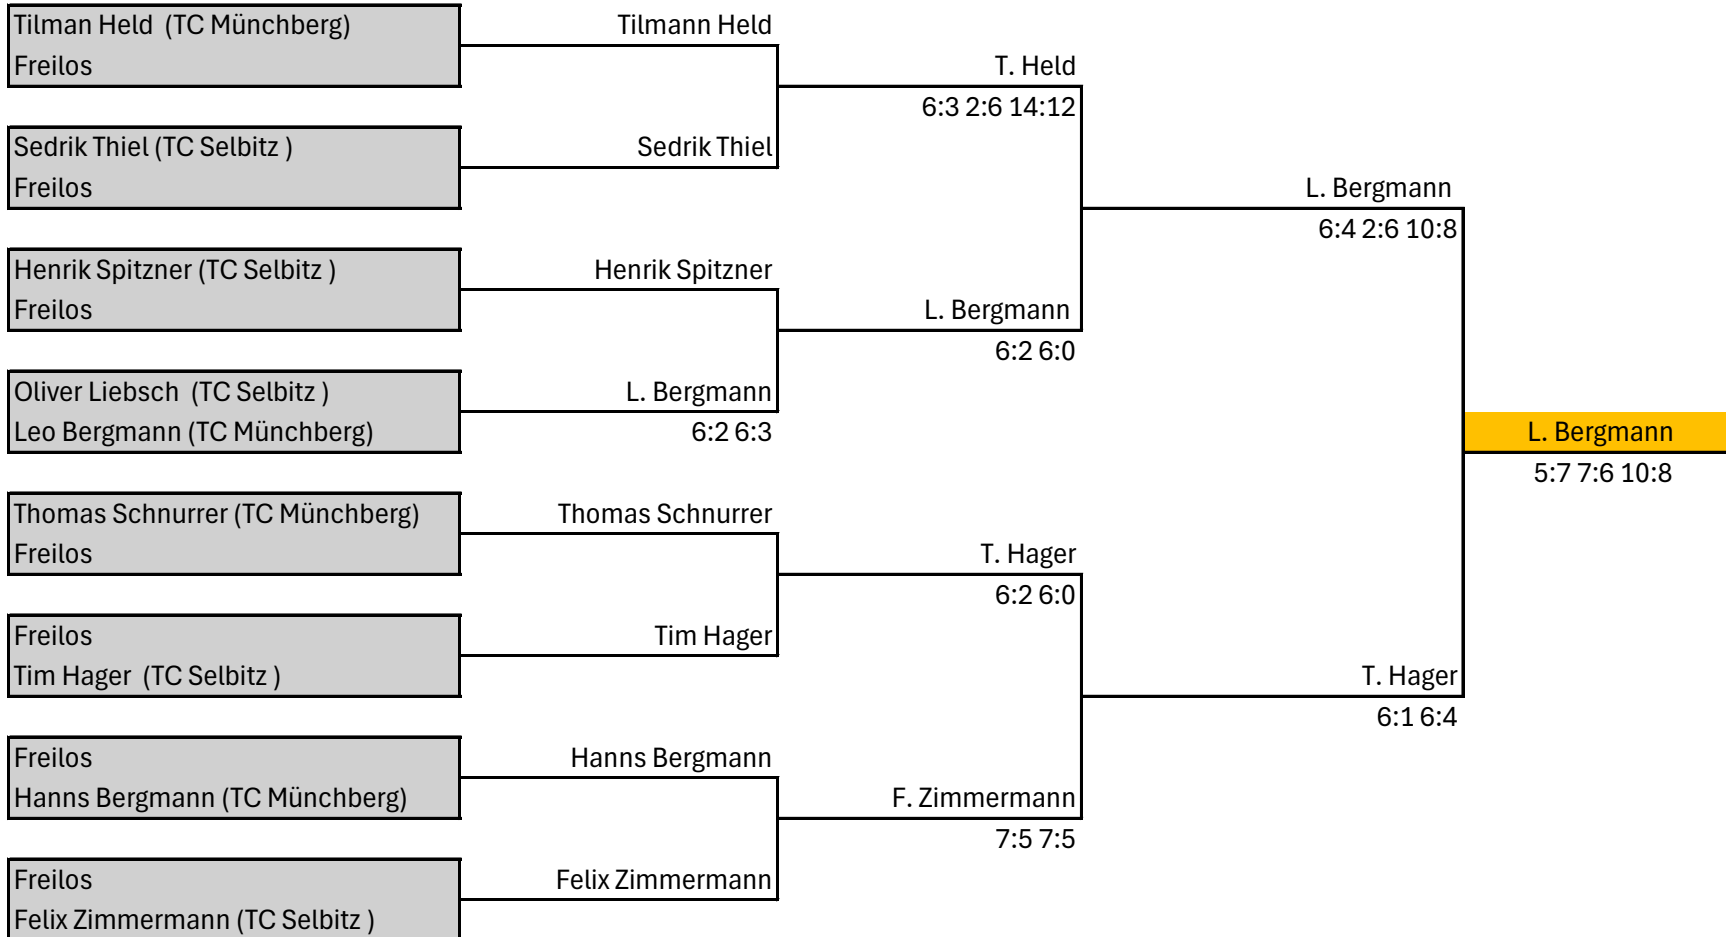 Tilman Held  (TC Münchberg)
Freilos
Sedrik Thiel (TC Selbitz )
Freilos
Henrik Spitzner (TC Selbitz )
Freilos
Oliver Liebsch  (TC Selbitz )
Leo Bergmann (TC Münchberg)
Thomas Schnurrer (TC Münchberg)
Freilos
Freilos
Tim Hager  (TC Selbitz )
Freilos
Hanns Bergmann (TC Münchberg)
Freilos
Felix Zimmermann (TC Selbitz )
Tilmann Held
Sedrik Thiel
Henrik Spitzner
L. Bergmann
6:2 6:3
Thomas Schnurrer
Tim Hager
Hanns Bergmann
Felix Zimmermann
T. Held
6:3 2:6 14:12
L. Bergmann
6:2 6:0
T. Hager
6:2 6:0
F. Zimmermann
7:5 7:5
L. Bergmann
6:4 2:6 10:8
T. Hager
6:1 6:4
L. Bergmann
5:7 7:6 10:8